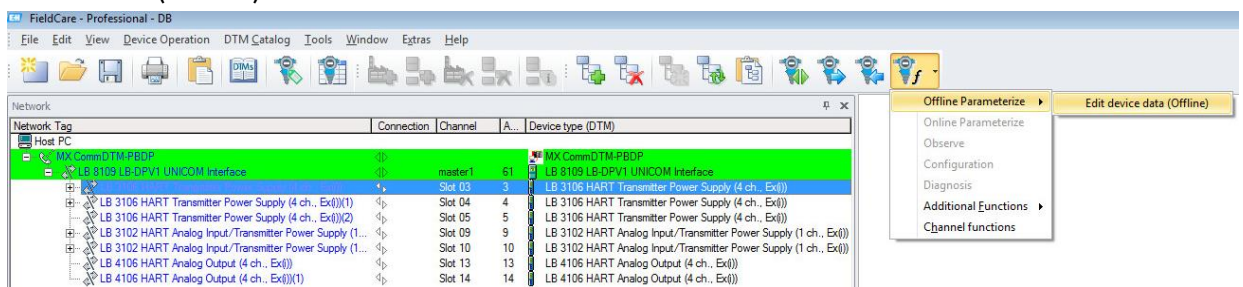 FieldCare - Professional - DB
File Edit View Device Operation DTM Catalog Tools Window Extras Help
DTMs
f
Network
Network Tag Connection Channel A... Device type (DTM)
Host PC
MX CommDTM-PBDP MX CommDTM-PBDP
LB 8109 LB-DPV1 UNICOM Interface master1 61 LB 8109 LB-DPV1 UNICOM Interface
Slot 03 3 LB 3106 HART Transmitter Power Supply (4 ch., Ex(i))
LB 3106 HART Transmitter Power Supply (4 ch., Ex(i))(1) Slot 04 4 LB 3106 HART Transmitter Power Supply (4 ch., Ex(i))
LB 3106 HART Transmitter Power Supply (4 ch., Ex(i))(2) Slot 05 5 LB 3106 HART Transmitter Power Supply (4 ch., Ex(i))
LB 3102 HART Analog Input/Transmitter Power Supply (1... Slot 09 9 LB 3102 HART Analog Input/Transmitter Power Supply (1 ch., Ex(i))
LB 3102 HART Analog Input/Transmitter Power Supply (1... Slot 10 10 LB 3102 HART Analog Input/Transmitter Power Supply (1 ch., Ex(i))
LB 4106 HART Analog Output (4 ch., Ex(i)) Slot 13 13 LB 4106 HART Analog Output (4 ch., Ex(i))
LB 4106 HART Analog Output (4 ch., Ex(i))(1) Slot 14 14 LB 4106 HART Analog Output (4 ch., Ex(i))
Offline Parameterize Edit device data (Offline)
Online Parameterize
Observe
Configuration
Diagnosis
Additional Functions
Channel functions